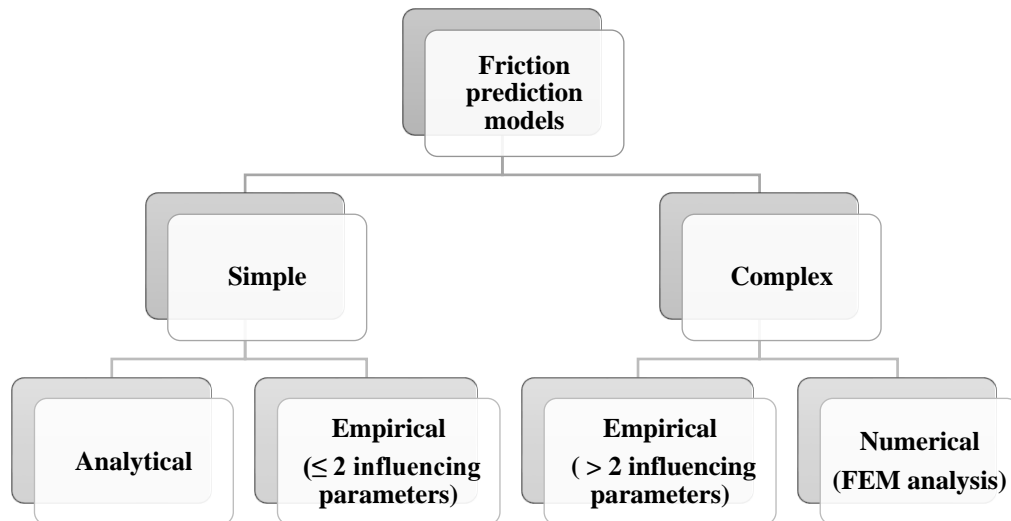 Friction
prediction
models
Simple
Complex
Analytical
Empirical
(≤ 2 influencing
parameters)
Empirical
( > 2 influencing
parameters)
Numerical
(FEM analysis)